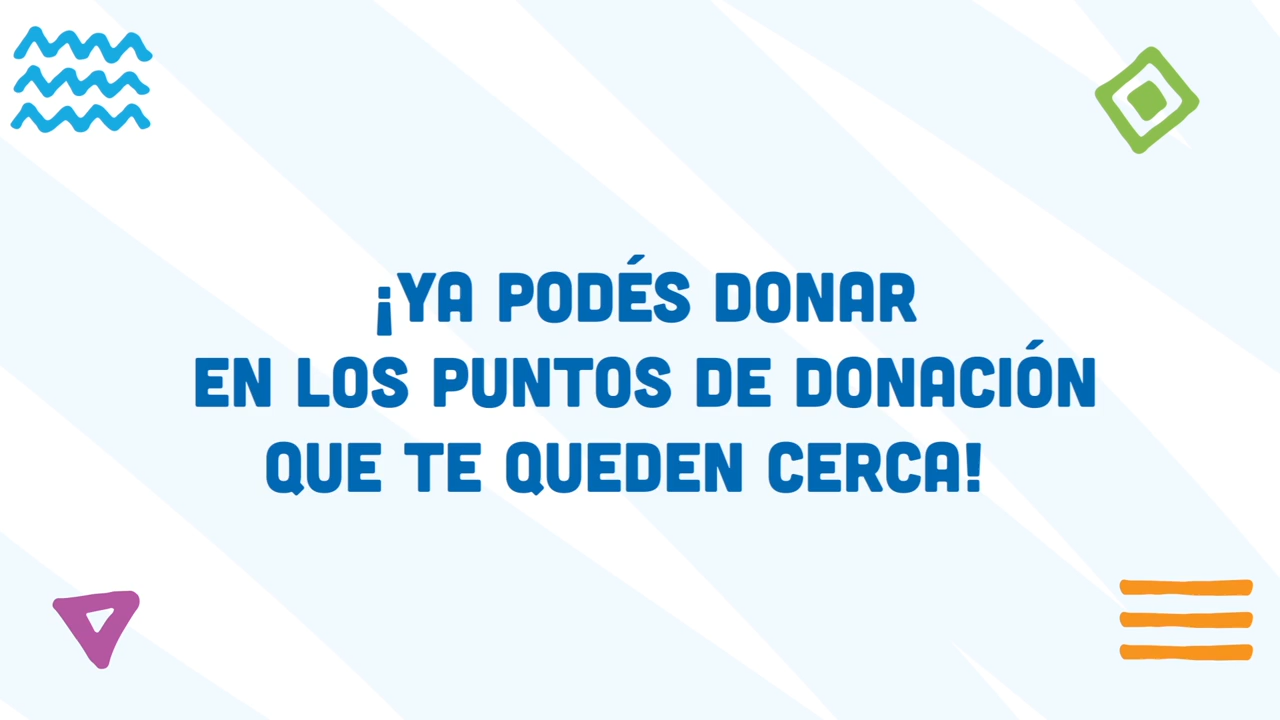 ¡YA PODÉS DONAR
EN LOS PUNTOS DE DONACIÓN
QUE TE QUEDEN CERCA!